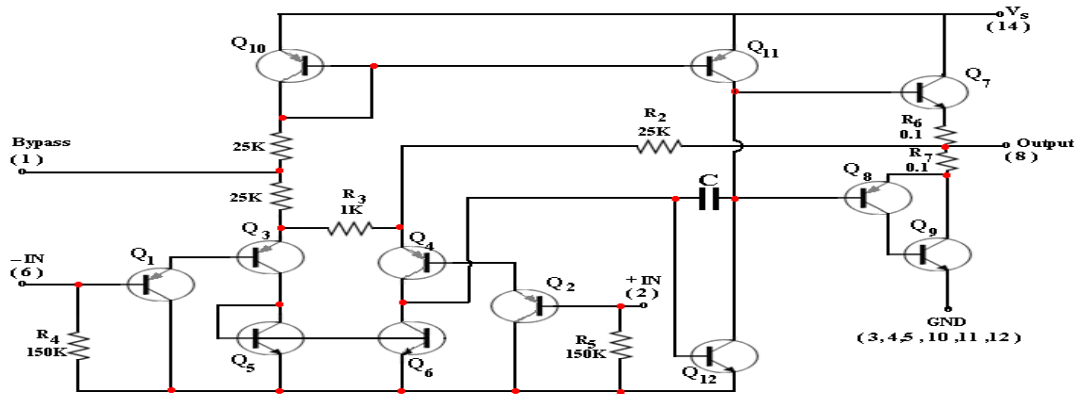 Vs
(14)
Q10
Q11
Q7
R2
25K
R6
0.1
Bypass
(1)
25K
Output
(8)
R7
0.1
25K
R3
1K
C
Q8
Q3
Q4
Q9
-IN
(6)
Q1
+IN
(2)
Q2
R4
150K
R5
150K
GND
(3, 4,5 , 10 ,11 ,12)
Q5
Q6
Q12